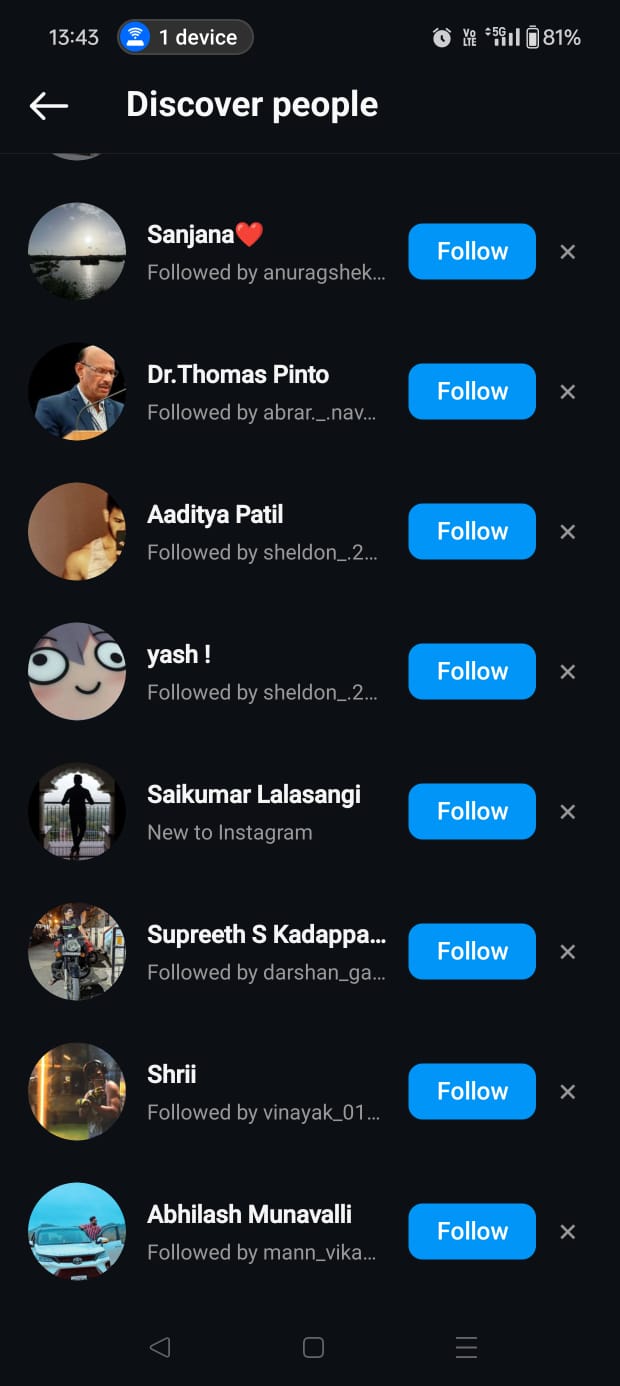 13:43 1 device Vo LTE 5G 81%
Discover people
Sanjana❤️
Followed by anuragshek...
Follow
Dr.Thomas Pinto
Followed by abrar._.nav...
Follow
Aaditya Patil
Followed by sheldon_.2...
Follow
yash !
Followed by sheldon_.2...
Follow
Saikumar Lalasangi
New to Instagram
Follow
Supreeth S Kadappa...
Followed by darshan_ga...
Follow
Shrii
Followed by vinayak_01...
Follow
Abhilash Munavalli
Followed by mann_vika...
Follow